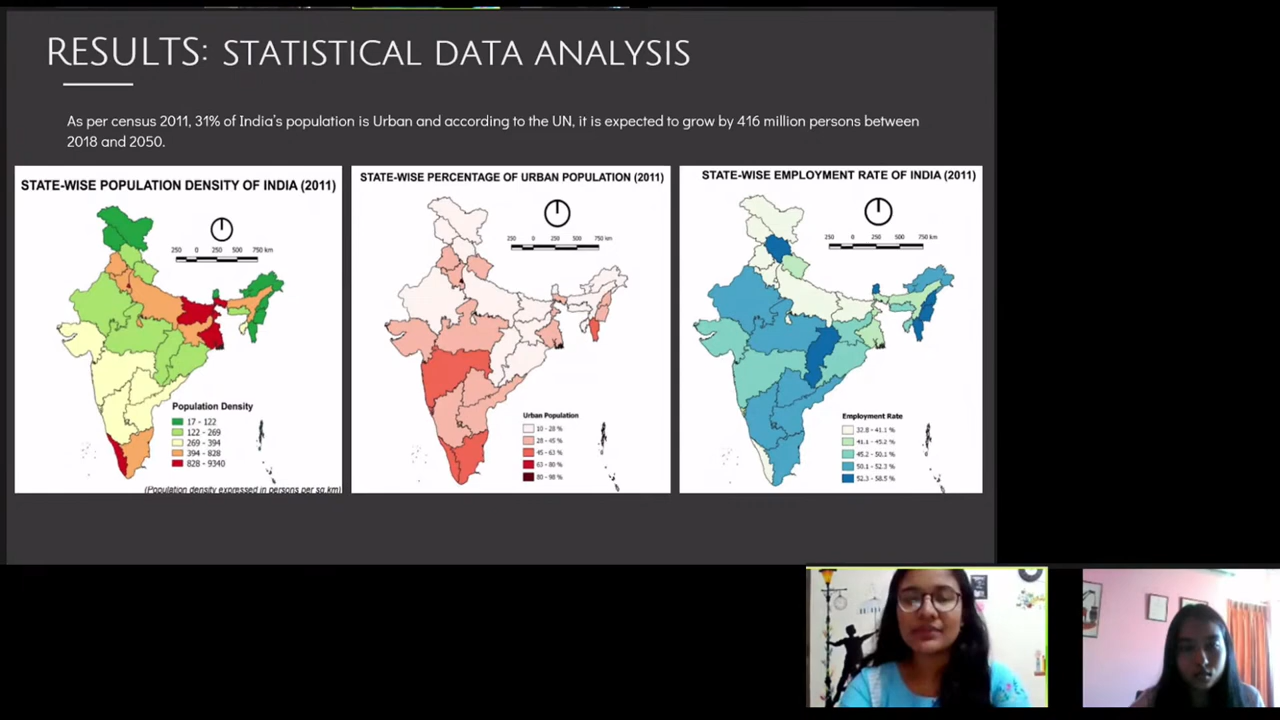 RESULTS: STATISTICAL DATA ANALYSIS
As per census 2011, 31% of India's population is Urban and according to the UN, it is expected to grow by 416 million persons between
2018 and 2050.
STATE-WISE POPULATION DENSITY OF INDIA (2011)
250 0 250 500 750 km
Population Density
17 - 122
122 - 269
269 - 394
394 - 828
828 - 9340
(Population density expressed in persons per sq.km)
STATE-WISE PERCENTAGE OF URBAN POPULATION (2011)
250 0 250 500 750 km
Urban Population
10 - 28 %
28 - 45 %
45 - 63 %
63 - 80 %
80 - 98 %
STATE-WISE EMPLOYMENT RATE OF INDIA (2011)
250 0 250 500 750 km
Employment Rate
32.8 - 41.1 %
41.1 - 45.2 %
45.2 - 50.1 %
50.1 - 52.3 %
52.3 - 58.5 %